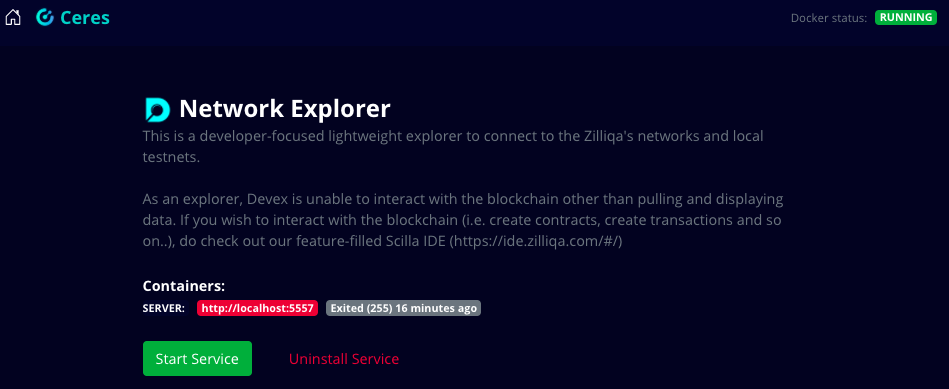 Ceres
Docker status: RUNNING
Network Explorer
This is a developer-focused lightweight explorer to connect to the Zilliqa's networks and local
testnets.
As an explorer, Devex is unable to interact with the blockchain other than pulling and displaying
data. If you wish to interact with the blockchain (i.e. create contracts, create transactions and so
on..), do check out our feature-filled Scilla IDE (https://ide.zilliqa.com/#/)
Containers:
SERVER: http://localhost:5557 Exited (255) 16 minutes ago
Start Service Uninstall Service